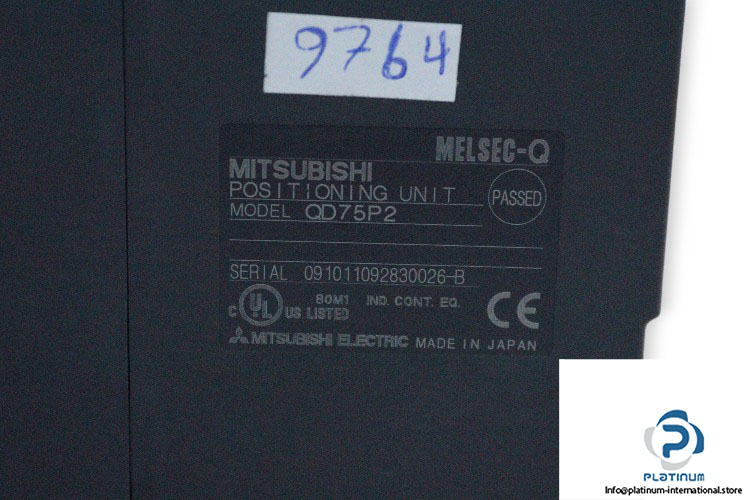 9764
MELSEC-Q
MITSUBISHI
POSITIONING UNIT
PASSED
MODEL QD75P2
SERIAL 091011092830026-B
C UL US LISTED
80M1 IND. CONT. EQ.
CE
MITSUBISHI ELECTRIC MADE IN JAPAN
P
PLATINUM
Info@platinum-international.store